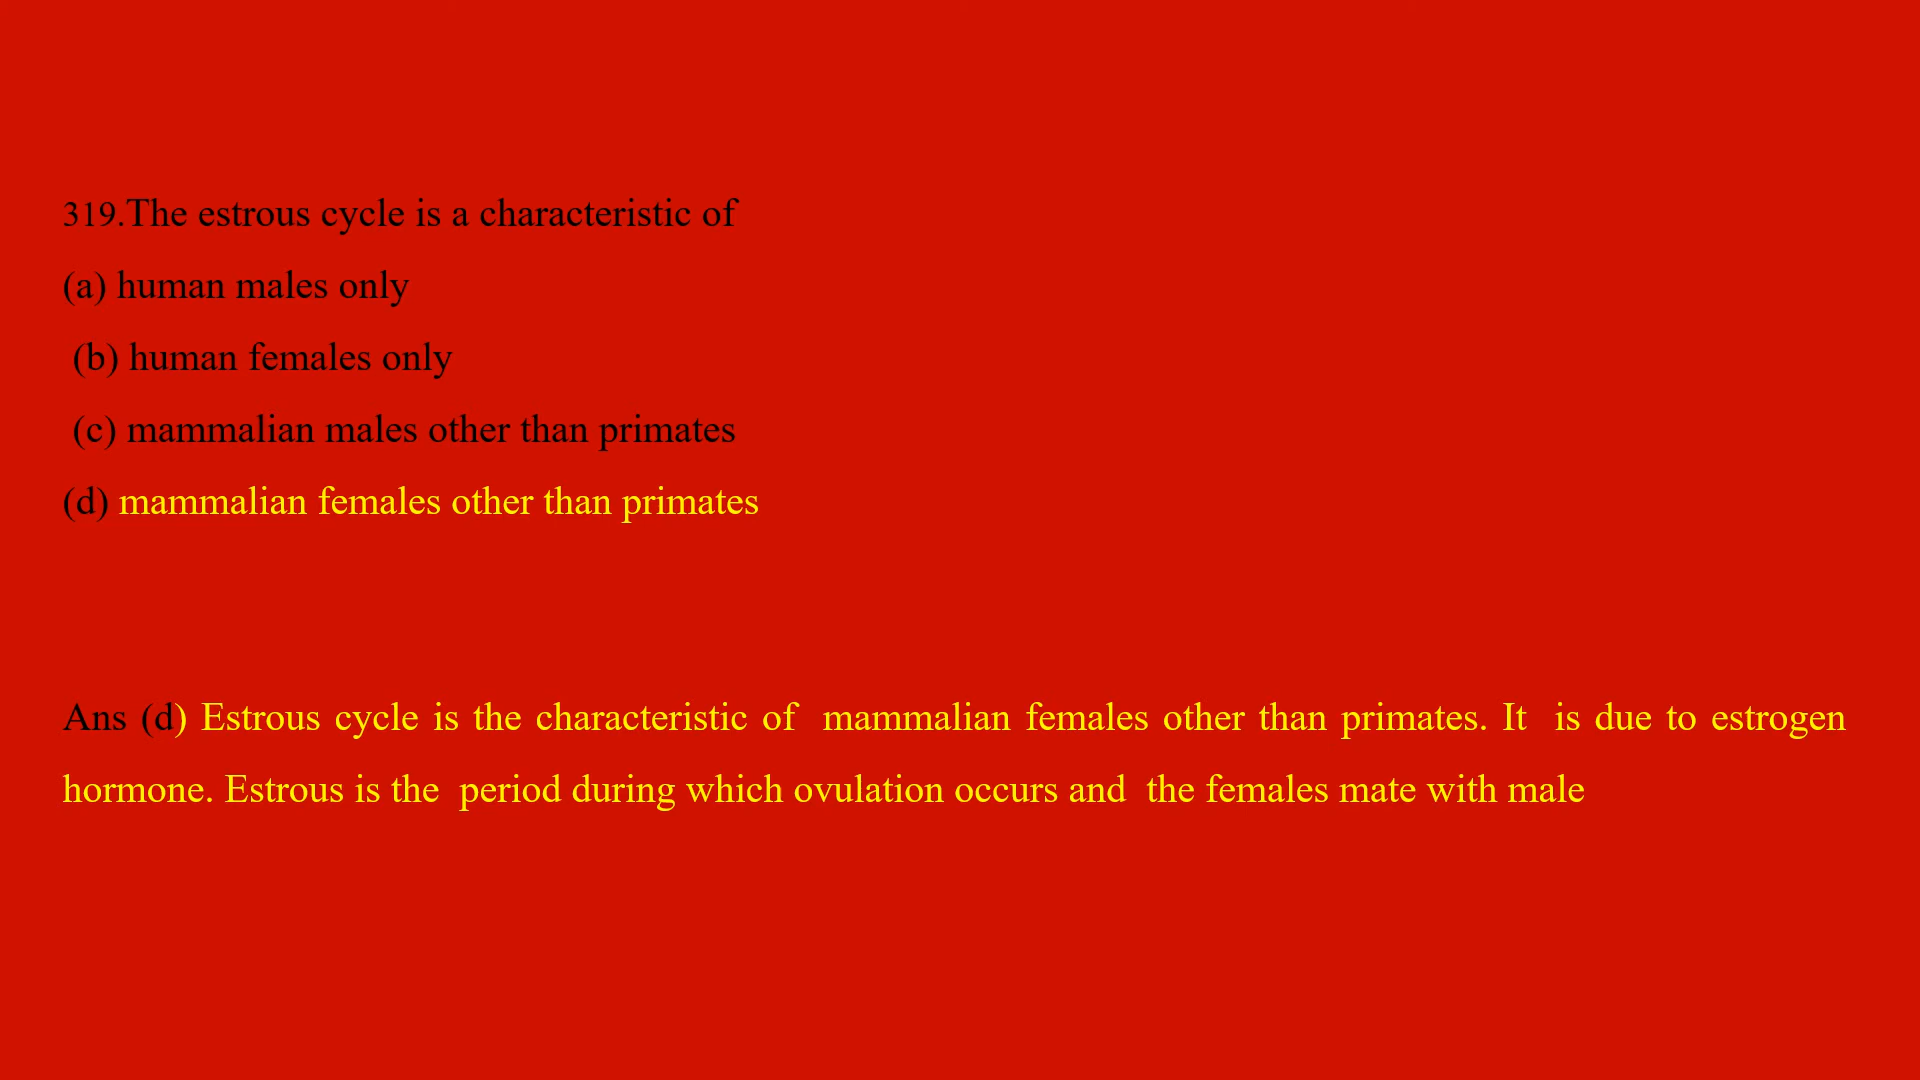 319.The estrous cycle is a characteristic of
(a) human males only
(b) human females only
(c) mammalian males other than primates
(d) mammalian females other than primates
Ans (d) Estrous cycle is the characteristic of mammalian females other than primates. It is due to estrogen
hormone. Estrous is the period during which ovulation occurs and the females mate with male